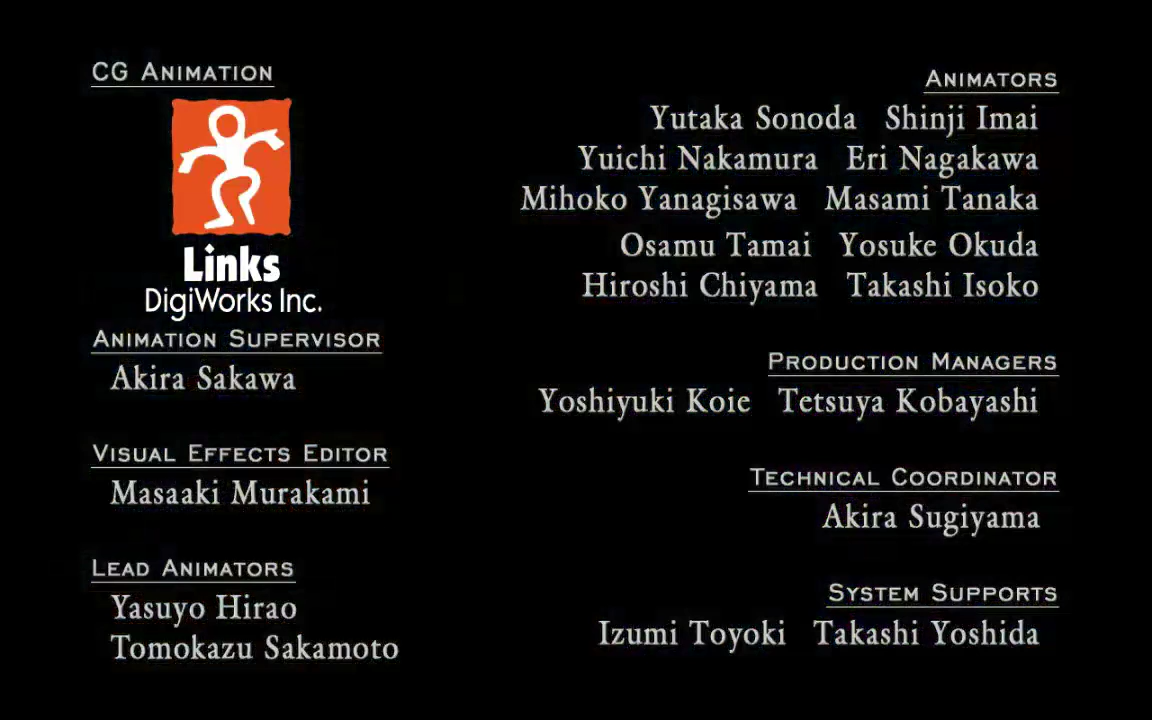 CG Animation
Links
DigiWorks Inc.
Animation Supervisor
Akira Sakawa
Visual Effects Editor
Masaaki Murakami
Lead Animators
Yasuyo Hirao
Tomokazu Sakamoto
Animators
Yutaka Sonoda Shinji Imai
Yuichi Nakamura Eri Nagakawa
Mihoko Yanagisawa Masami Tanaka
Osamu Tamai Yosuke Okuda
Hiroshi Chiyama Takashi Isoko
Production Managers
Yoshiyuki Koie Tetsuya Kobayashi
Technical Coordinator
Akira Sugiyama
System Supports
Izumi Toyoki Takashi Yoshida